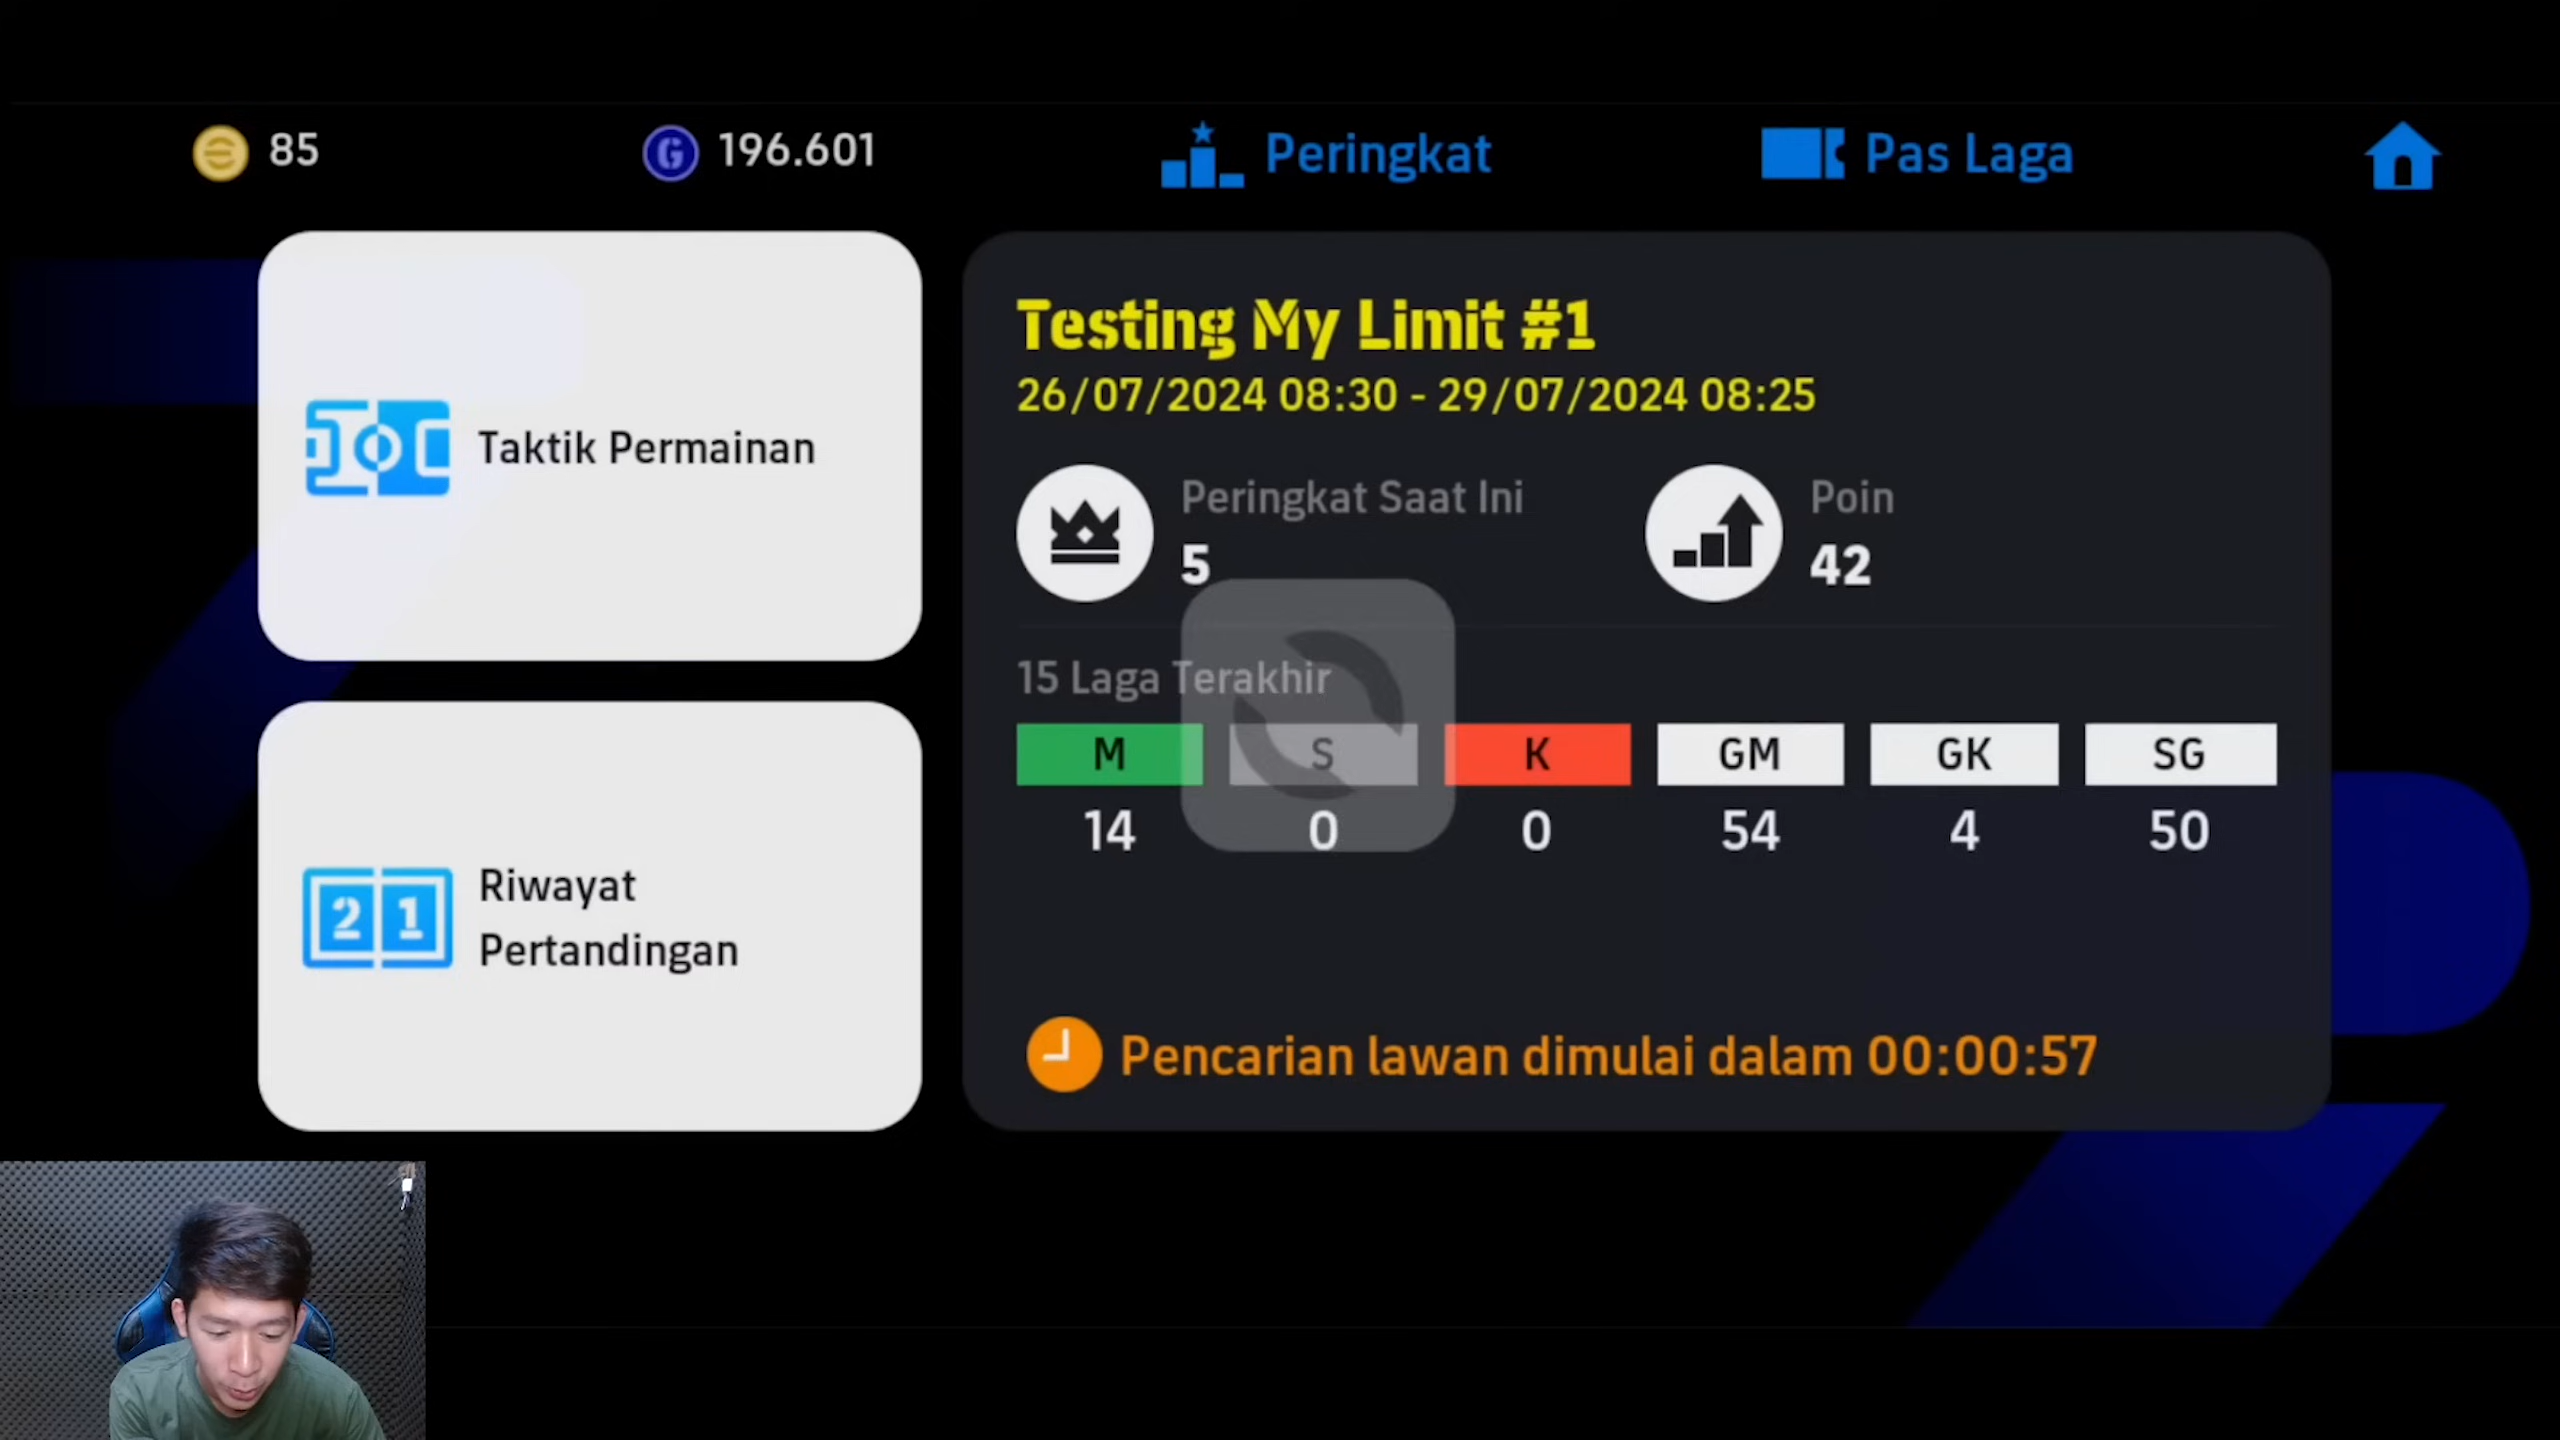 85
196.601
Peringkat
Pas Laga
Taktik Permainan
Riwayat
Pertandingan
Testing My Limit #1
26/07/2024 08:30 - 29/07/2024 08:25
Peringkat Saat Ini
5
Poin
42
15 Laga Terakhir
M S K GM GK SG
14 0 0 54 4 50
Pencarian lawan dimulai dalam 00:00:57
2 1